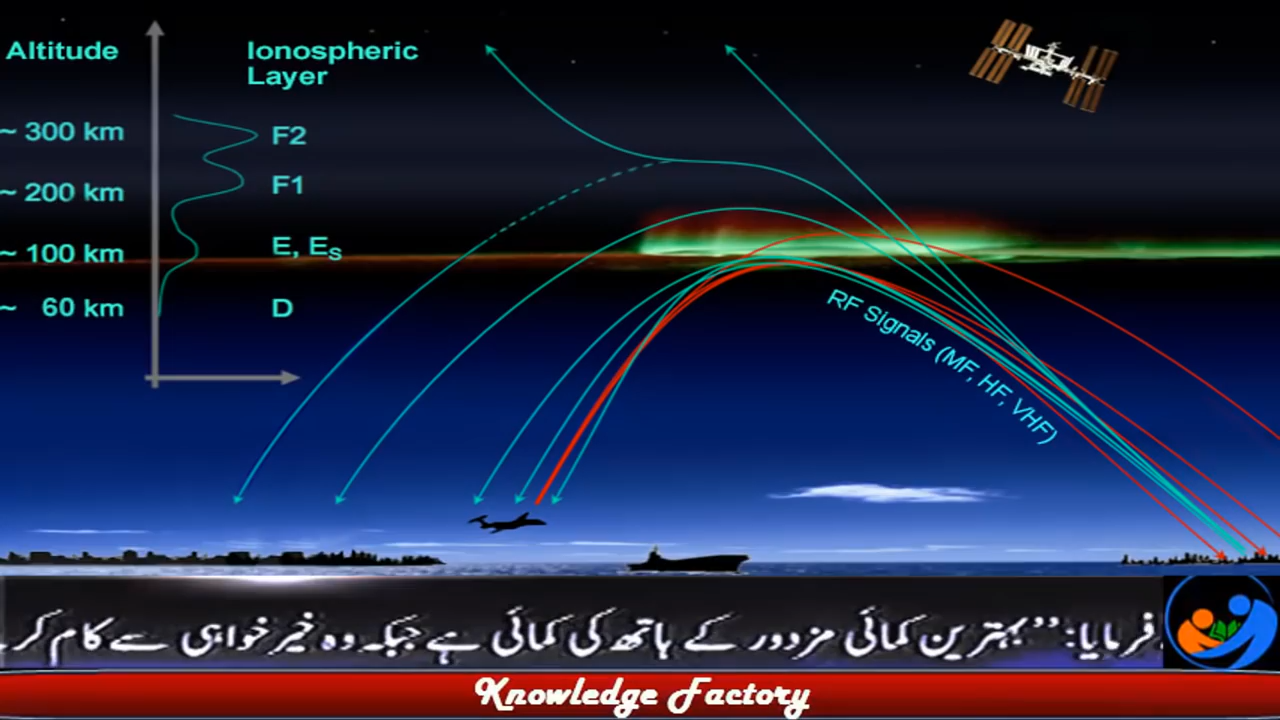 Altitude
Ionospheric
Layer
~ 300 km
F2
~ 200 km
F1
~ 100 km
E, Es
~ 60 km
D
RF Signals (MF, HF, VHF)
فرمایا: ’’بہترین کمائی مزدور کے ہاتھ کی کمائی ہے جبکہ وہ خیر خواہی سے کام کر
Knowledge Factory